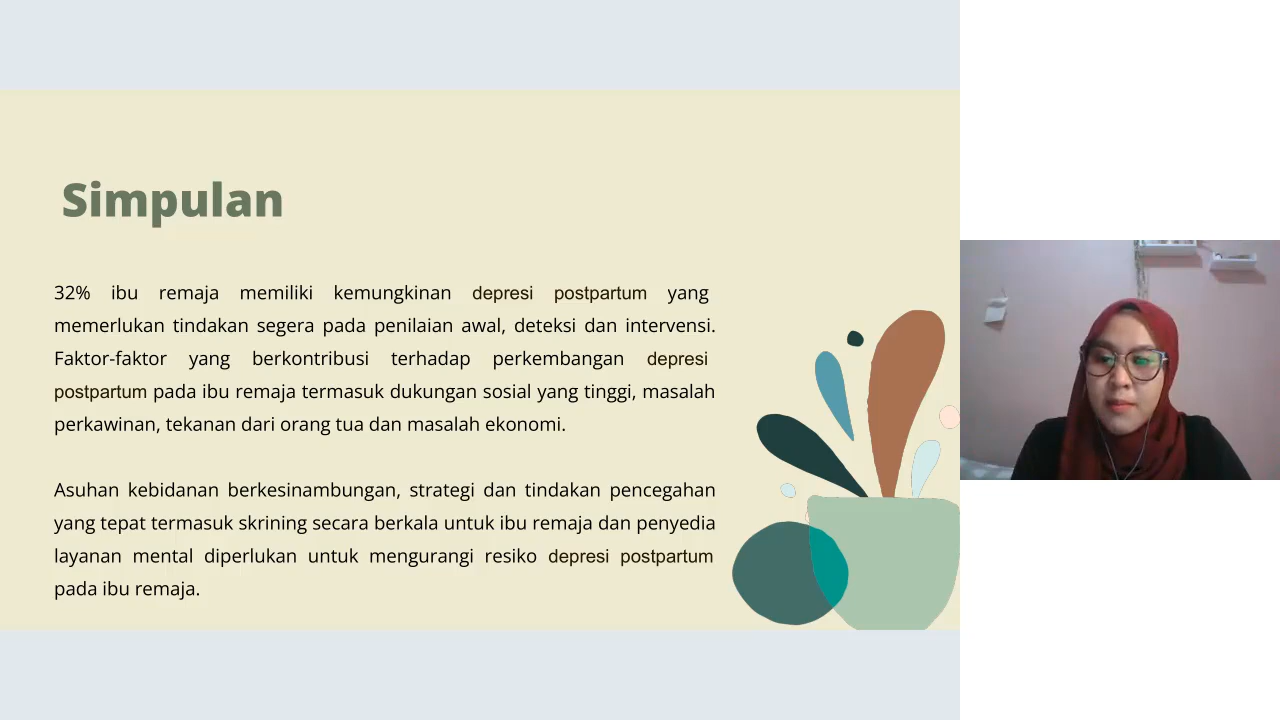 Simpulan
32% ibu remaja memiliki kemungkinan depresi postpartum yang
memerlukan tindakan segera pada penilaian awal, deteksi dan intervensi.
Faktor-faktor yang berkontribusi terhadap perkembangan depresi
postpartum pada ibu remaja termasuk dukungan sosial yang tinggi, masalah
perkawinan, tekanan dari orang tua dan masalah ekonomi.
Asuhan kebidanan berkesinambungan, strategi dan tindakan pencegahan
yang tepat termasuk skrining secara berkala untuk ibu remaja dan penyedia
layanan mental diperlukan untuk mengurangi resiko depresi postpartum
pada ibu remaja.